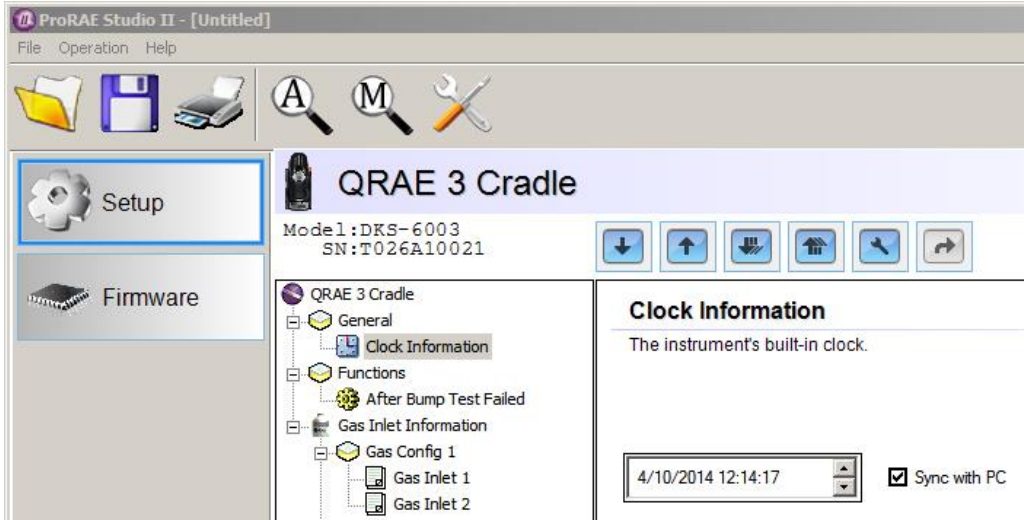 ProRAE Studio II - [Untitled]
File Operation Help
A M
Setup
Firmware
QRAE 3 Cradle
Model:DKS-6003
SN:T026A10021
QRAE 3 Cradle
General
Clock Information
Functions
After Bump Test Failed
Gas Inlet Information
Gas Config 1
Gas Inlet 1
Gas Inlet 2
Clock Information
The instrument's built-in clock.
4/10/2014 12:14:17
Sync with PC